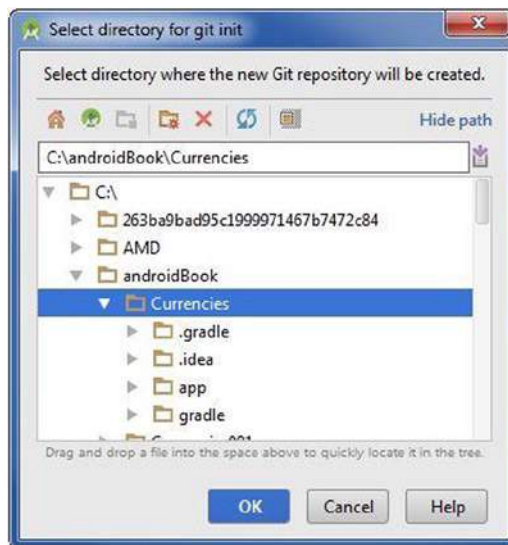 Select directory for git init
Select directory where the new Git repository will be created.
Hide path
C:\androidBook\Currencies
C:\
263ba9bad95c1999971467b7472c84
AMD
androidBook
Currencies
.gradle
.idea
app
gradle
Drag and drop a file into the space above to quickly locate it in the tree.
OK Cancel Help